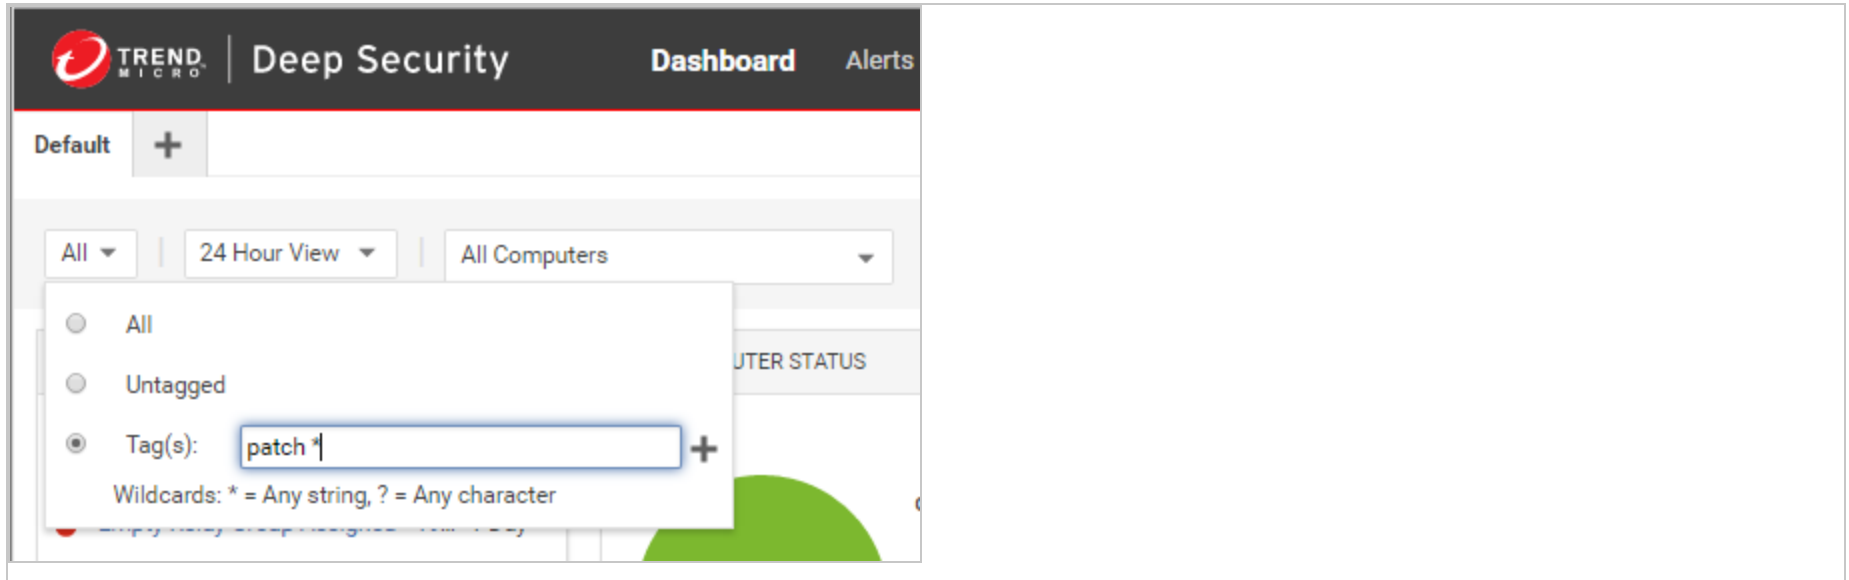 TREND MICRO Deep Security Dashboard Alerts
Default +
All 24 Hour View All Computers
All
UTER STATUS
Untagged
Tag(s): patch * +
Wildcards: * = Any string, ? = Any character